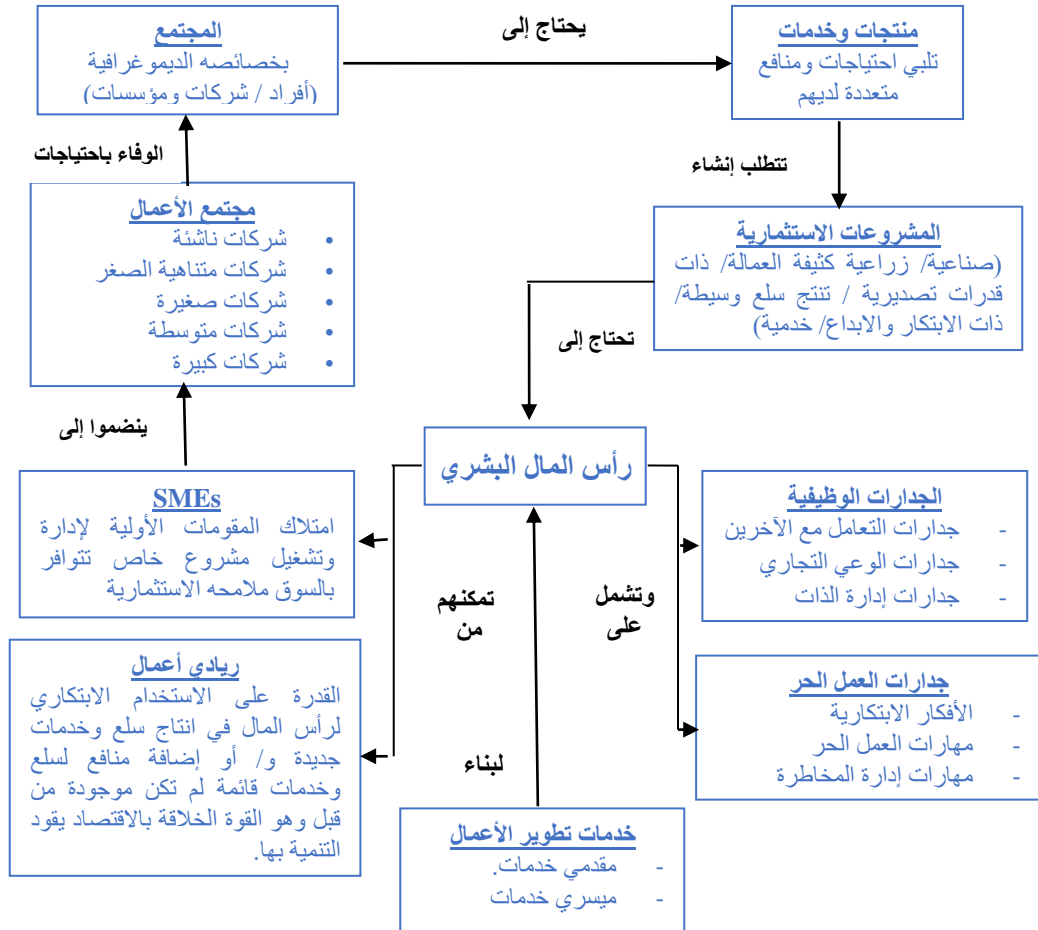 المجتمع
بخصائصه الديموغرافية
(أفراد / شركات ومؤسسات)
يحتاج إلى
منتجات وخدمات
تلبي احتياجات ومنافع
متعددة لديهم
تتطلب إنشاء
المشروعات الاستثمارية
(صناعية/ زراعية كثيفة العمالة/ ذات
قدرات تصديرية / تنتج سلع وسيطة/
ذات الابتكار والابداع/ خدمية)
تحتاج إلى
رأس المال البشري
وتشمل
على
الجدارات الوظيفية
- جدارات التعامل مع الآخرين
- جدارات الوعي التجاري
- جدارات إدارة الذات
جدارات العمل الحر
- الأفكار الابتكارية
- مهارات العمل الحر
- مهارات إدارة المخاطرة
خدمات تطوير الأعمال
- مقدمي خدمات.
- ميسري خدمات
لبناء
تمكنهم
من
ريادي أعمال
القدرة على الاستخدام الابتكاري
لرأس المال في انتاج سلع وخدمات
جديدة و/ أو إضافة منافع لسلع
وخدمات قائمة لم تكن موجودة من
قبل وهو القوة الخلاقة بالاقتصاد يقود
التنمية بها.
SMEs
امتلاك المقومات الأولية لإدارة
وتشغيل مشروع خاص تتوافر
بالسوق ملامحه الاستثمارية
ينضموا إلى
مجتمع الأعمال
• شركات ناشئة
• شركات متناهية الصغر
• شركات صغيرة
• شركات متوسطة
• شركات كبيرة
الوفاء باحتياجات